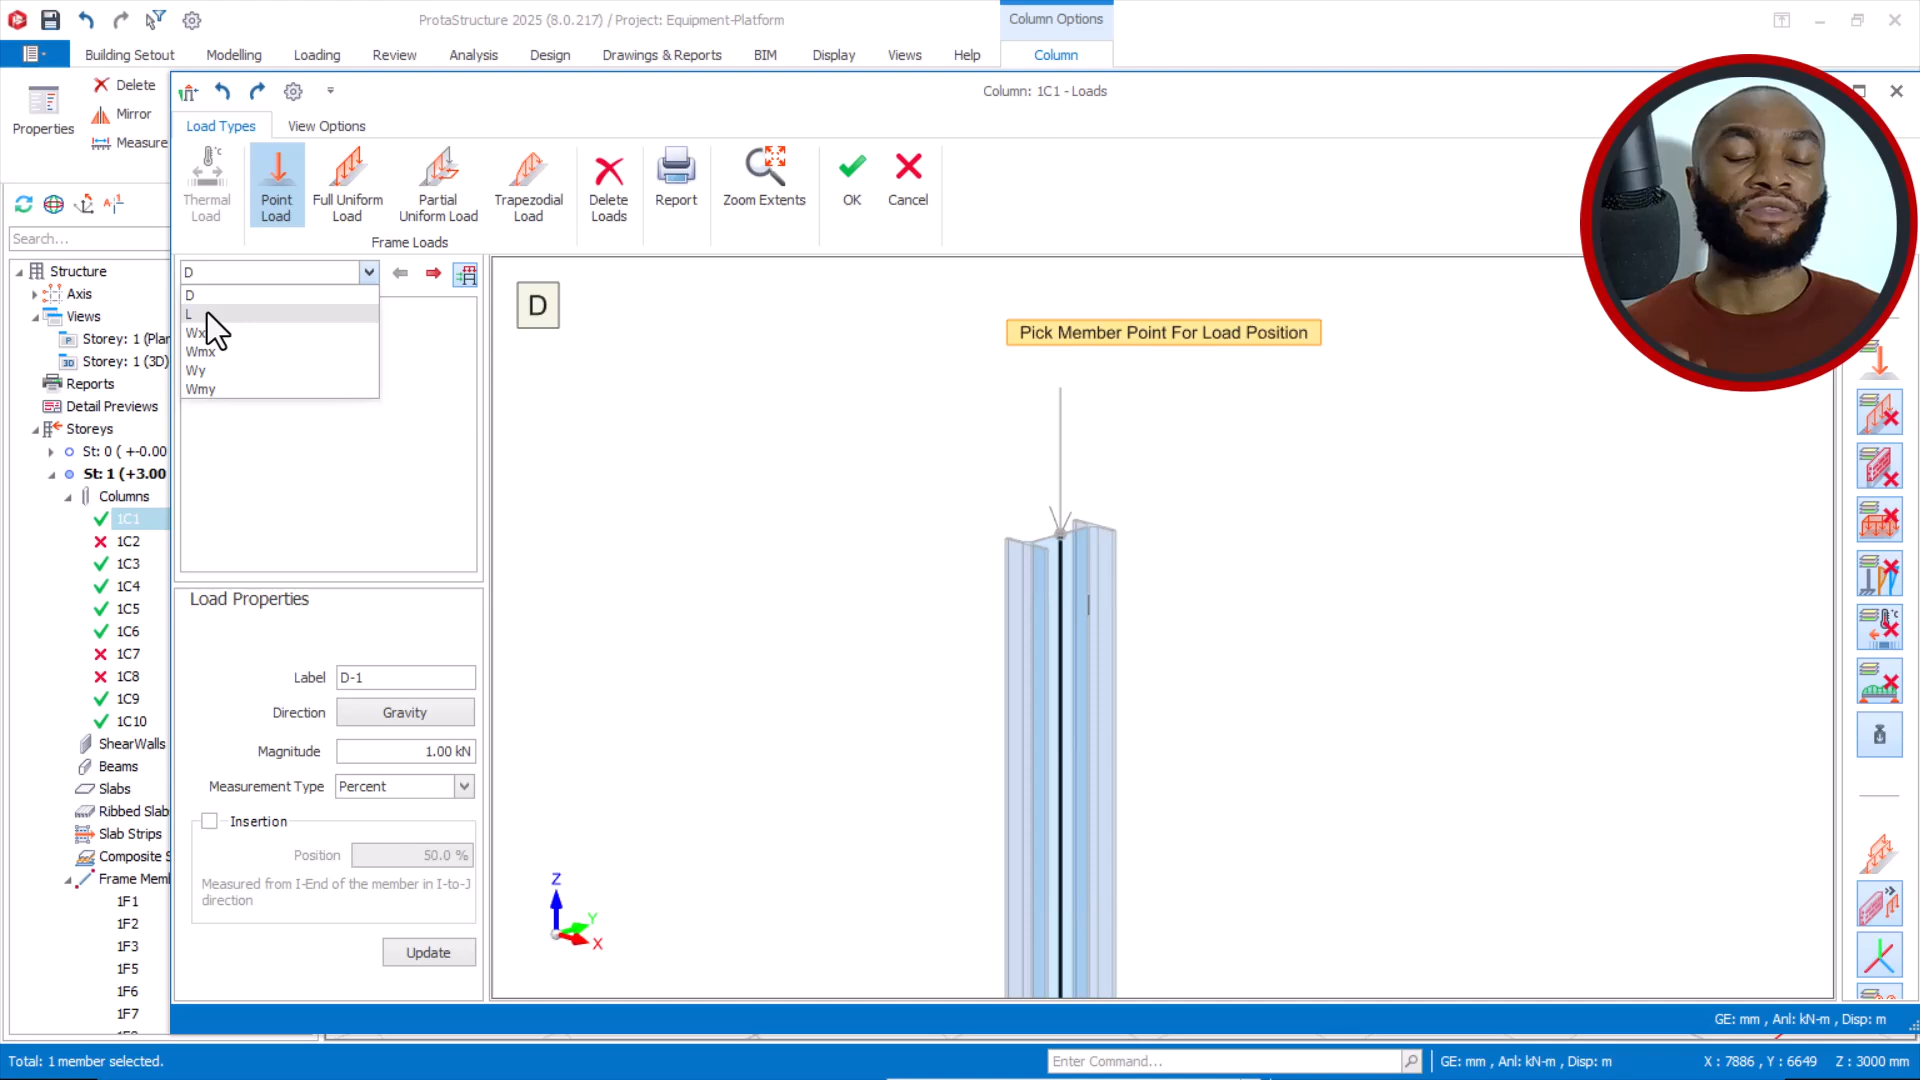 ProtaStructure 2025 (8.0.217) / Project: Equipment-Platform
Column Options
Building Setout
Modelling
Loading
Review
Analysis
Design
Drawings & Reports
BIM
Display
Views
Help
Column
Properties
Delete
Mirror
Measure
Column: 1C1 - Loads
Load Types
View Options
Thermal
Load
Point
Load
Full Uniform
Load
Partial
Uniform Load
Trapezodial
Load
Delete
Loads
Report
Zoom Extents
OK
Cancel
Frame Loads
Search...
Structure
Axis
Views
Storey: 1 (Plar
Storey: 1 (3D)
Reports
Detail Previews
Storeys
St: 0 ( +-0.00
St: 1 (+3.00
Columns
1C1
1C2
1C3
1C4
1C5
1C6
1C7
1C8
1C9
1C10
ShearWalls
Beams
Slabs
Ribbed Slab
Slab Strips
Composite S
Frame Meml
1F1
1F2
1F3
1F5
1F6
1F7
D
D
L
Wx
Wmx
Wy
Wmy
Load Properties
Label
D-1
Direction
Gravity
Magnitude
1.00 kN
Measurement Type
Percent
Insertion
Position
50.0 %
Measured from I-End of the member in I-to-J
direction
Update
D
Pick Member Point For Load Position
Z
Y
X
GE: mm , Anl: kN-m , Disp: m
Total: 1 member selected.
Enter Command...
GE: mm , Anl: kN-m , Disp: m
X : 7886 , Y : 6649
Z : 3000 mm